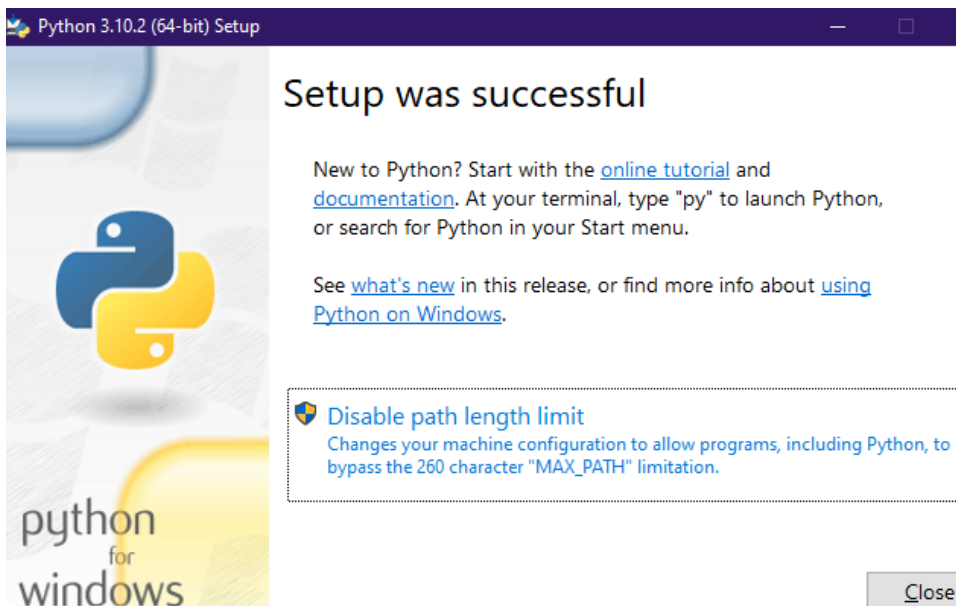 Python 3.10.2 (64-bit) Setup
Setup was successful
New to Python? Start with the online tutorial and
documentation. At your terminal, type "py" to launch Python,
or search for Python in your Start menu.
See what's new in this release, or find more info about using
Python on Windows.
Disable path length limit
Changes your machine configuration to allow programs, including Python, to
bypass the 260 character "MAX_PATH" limitation.
python
for
windows
Close